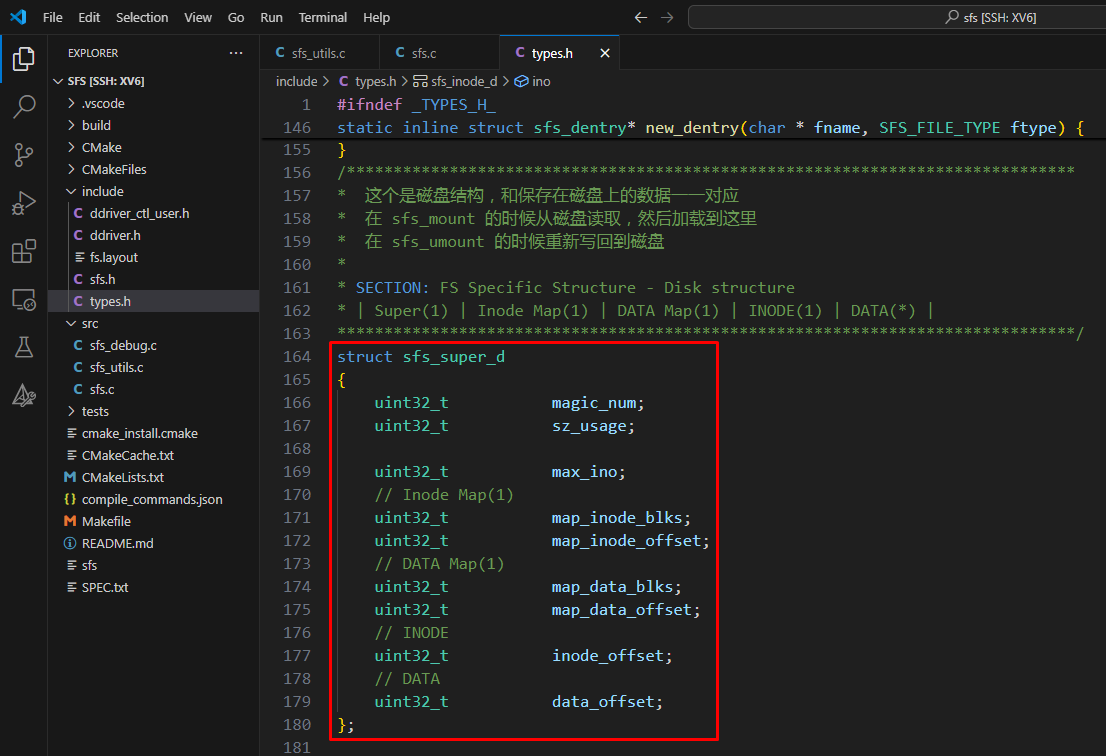 File Edit Selection View Go Run Terminal Help
sfs [SSH: XV6]
EXPLORER ...
SFS [SSH: XV6]
.vscode
build
CMake
CMakeFiles
include
C ddriver_ctl_user.h
C ddriver.h
fs.layout
C sfs.h
C types.h
src
C sfs_debug.c
C sfs_utils.c
C sfs.c
tests
cmake_install.cmake
CMakeCache.txt
M CMakeLists.txt
{} compile_commands.json
M Makefile
README.md
sfs
SPEC.txt
C sfs_utils.c C sfs.c C types.h ×
include > C types.h > sfs_inode_d > ino
1 #ifndef _TYPES_H_
146 static inline struct sfs_dentry* new_dentry(char * fname, SFS_FILE_TYPE ftype) {
155 }
156 /******************************************************************************
157 * 这个是磁盘结构，和保存在磁盘上的数据一一对应
158 * 在 sfs_mount 的时候从磁盘读取，然后加载到这里
159 * 在 sfs_umount 的时候重新写回到磁盘
160 *
161 * SECTION: FS Specific Structure - Disk structure
162 * | Super(1) | Inode Map(1) | DATA Map(1) | INODE(1) | DATA(*) |
163 *******************************************************************************/
164 struct sfs_super_d
165 {
166 uint32_t magic_num;
167 uint32_t sz_usage;
168
169 uint32_t max_ino;
170 // Inode Map(1)
171 uint32_t map_inode_blks;
172 uint32_t map_inode_offset;
173 // DATA Map(1)
174 uint32_t map_data_blks;
175 uint32_t map_data_offset;
176 // INODE
177 uint32_t inode_offset;
178 // DATA
179 uint32_t data_offset;
180 };
181